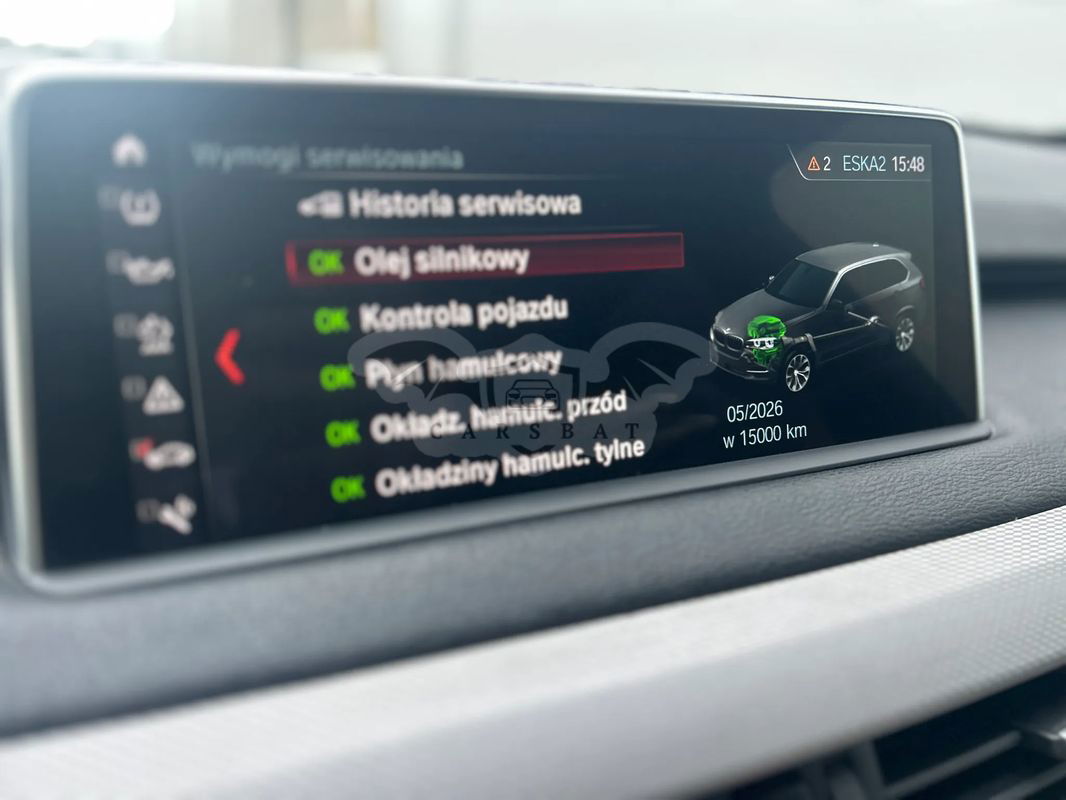 Wymogi serwisowania
2 ESKA2 15:48
Historia serwisowa
OK Olej silnikowy
OK Kontrola pojazdu
OK Płyn hamulcowy
OK Okładz. hamulc. przód
OK Okładziny hamulc. tylne
05/2026
w 15000 km
CARSBAT